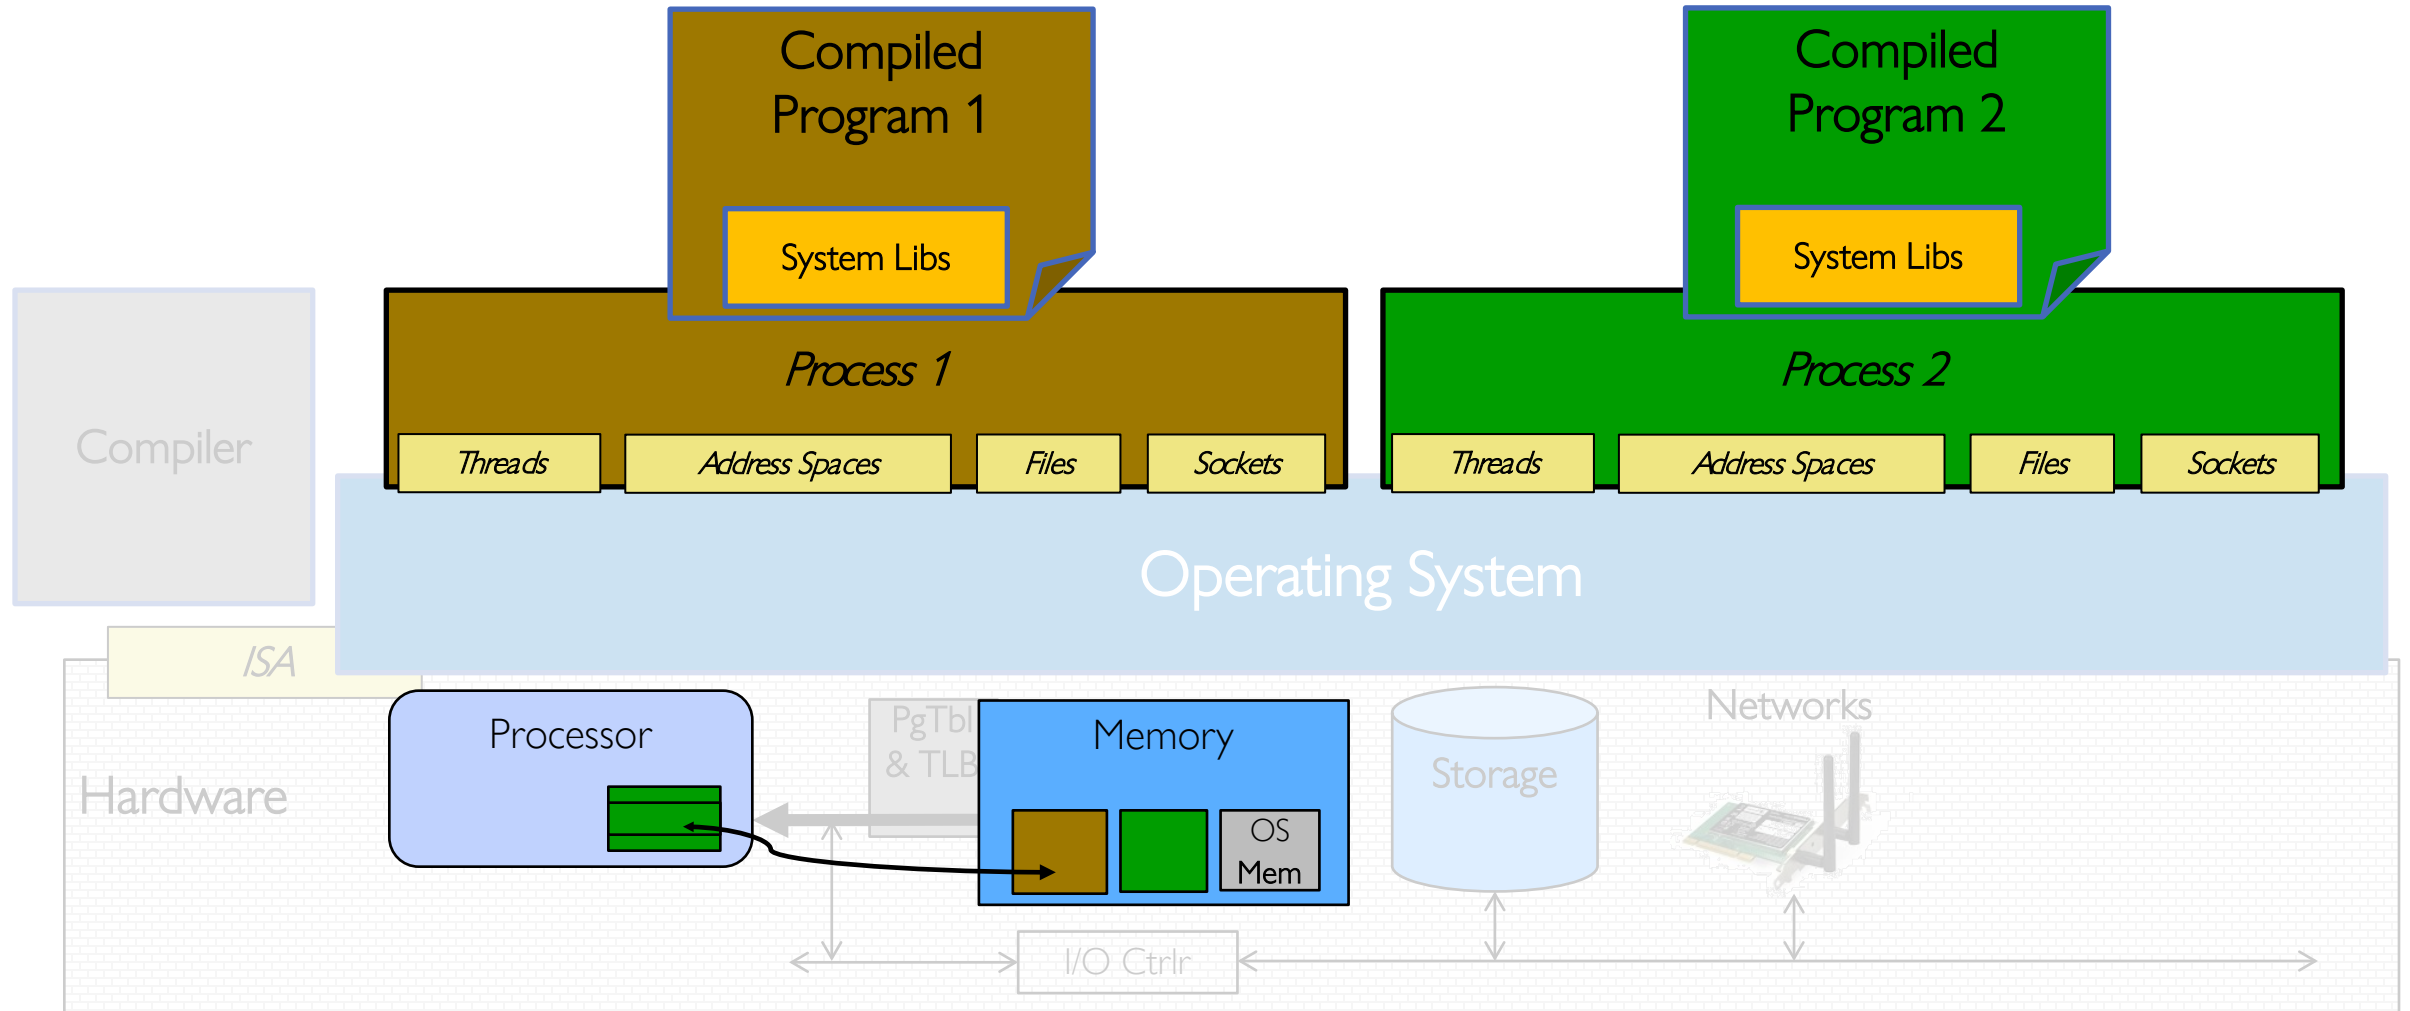 Compiled
Program 1
System Libs
Compiled
Program 2
System Libs
Compiler
Process 1
Threads
Address Spaces
Files
Sockets
Process 2
Threads
Address Spaces
Files
Sockets
Operating System
ISA
Hardware
Processor
PgTbl
& TLB
Memory
OS
Mem
Storage
Networks
I/O Ctrlr